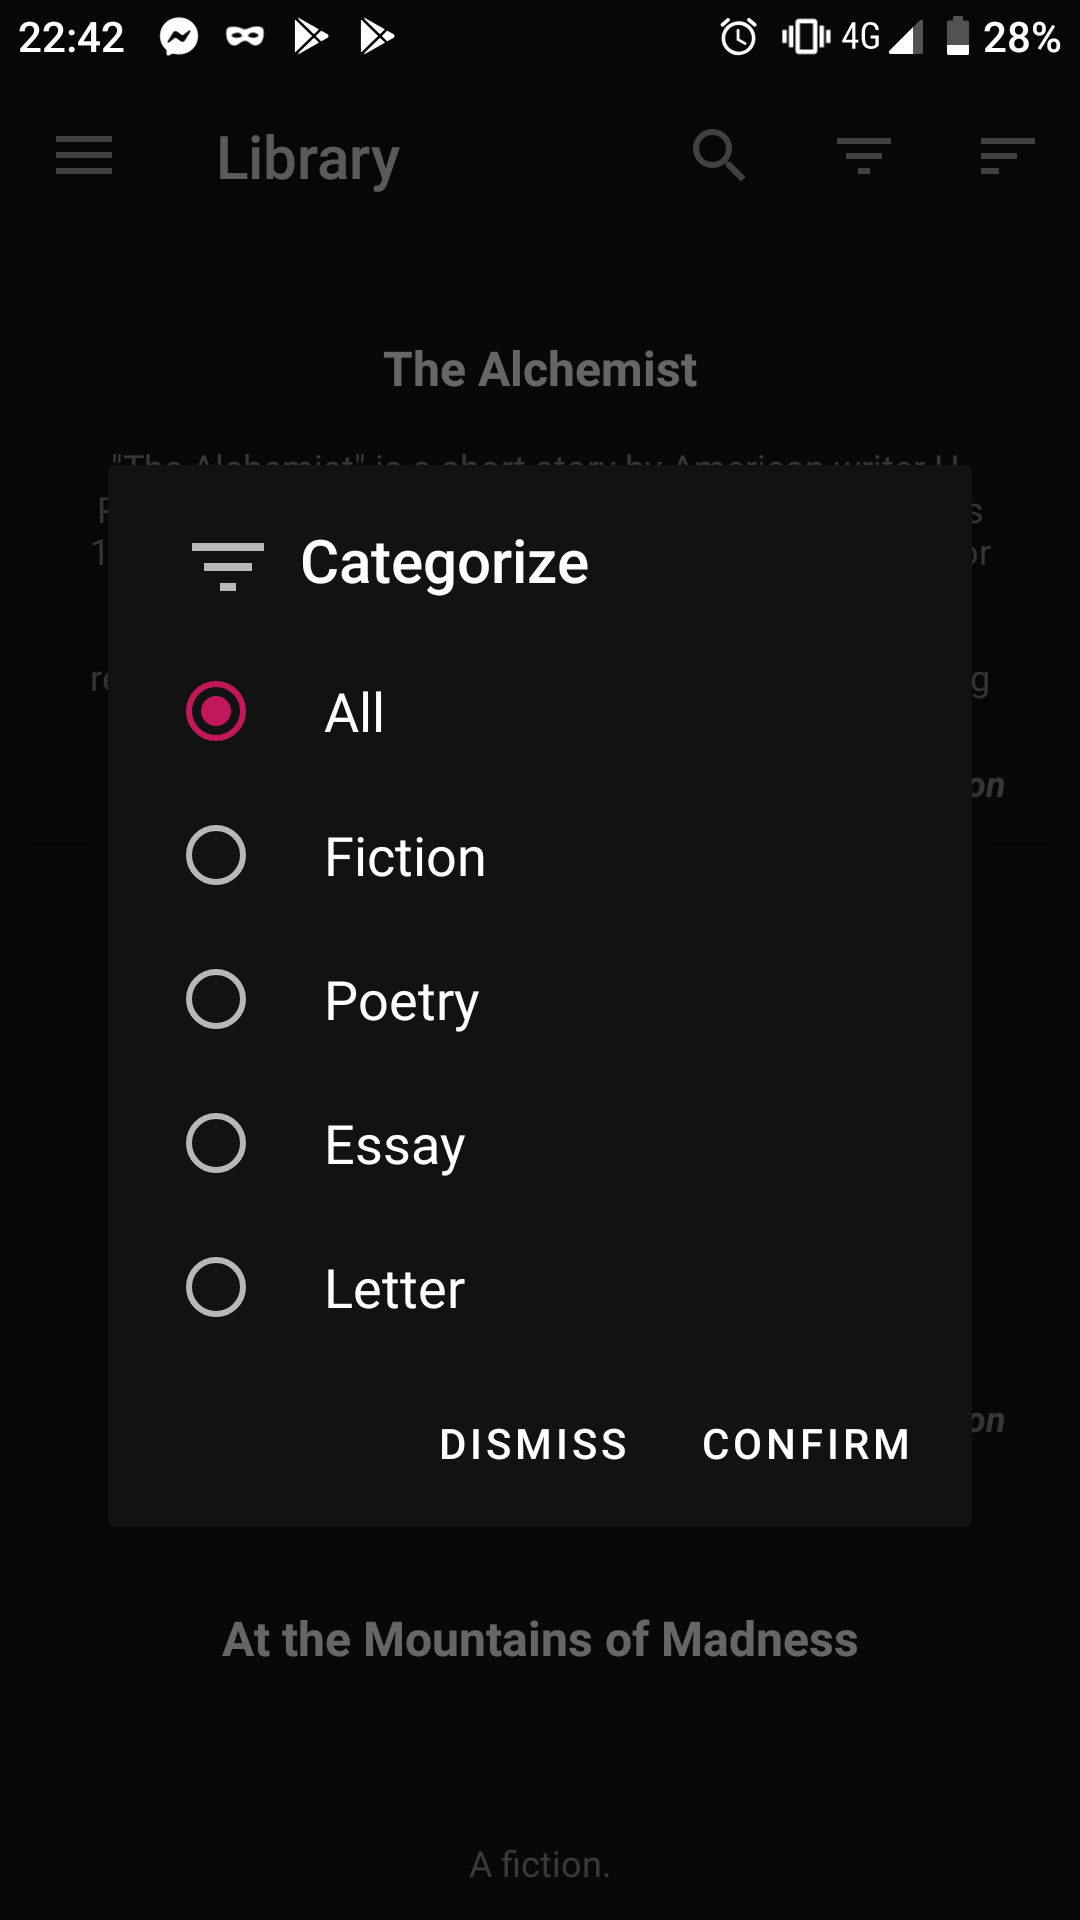 22:42
4G
28%
Library
The Alchemist
"The Alchemist" is a short story by American writer H.
Categorize
All
Fiction
Poetry
Essay
Letter
DISMISS CONFIRM
At the Mountains of Madness
A fiction.